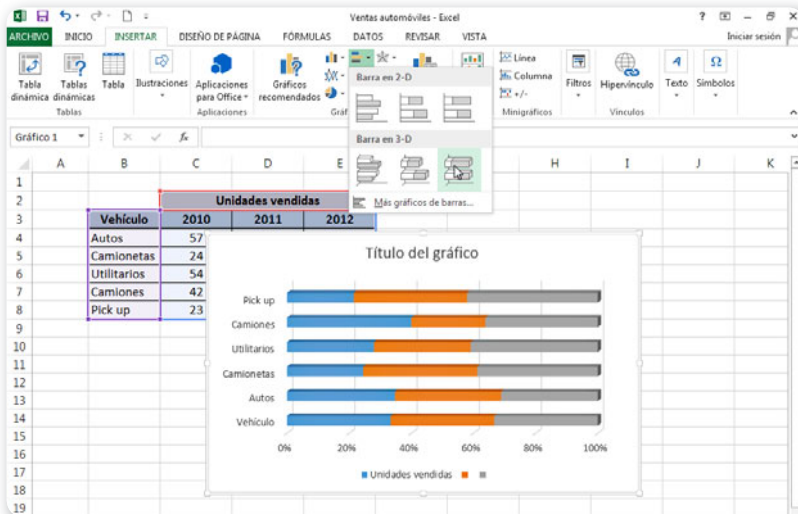 Ventas automóviles - Excel
ARCHIVO INICIO INSERTAR DISEÑO DE PÁGINA FÓRMULAS DATOS REVISAR VISTA Iniciar sesión
Tabla dinámica
Tablas dinámicas
Tabla
Ilustraciones
Aplicaciones para Office
Gráficos recomendados
Línea
Columna
+/-
Filtros
Hipervínculo
Texto
Símbolos
Tablas Aplicaciones Gráf Minigráficos Vínculos
Barra en 2-D
Barra en 3-D
Más gráficos de barras...
Gráfico 1 fx
A B C D E H I J K
1
2 Unidades vendidas
3 Vehículo 2010 2011 2012
4 Autos 57
5 Camionetas 24
6 Utilitarios 54
7 Camiones 42
8 Pick up 23
9
10
11
12
13
14
15
16
17
18
19
Título del gráfico
Pick up
Camiones
Utilitarios
Camionetas
Autos
Vehículo
0% 20% 40% 60% 80% 100%
Unidades vendidas